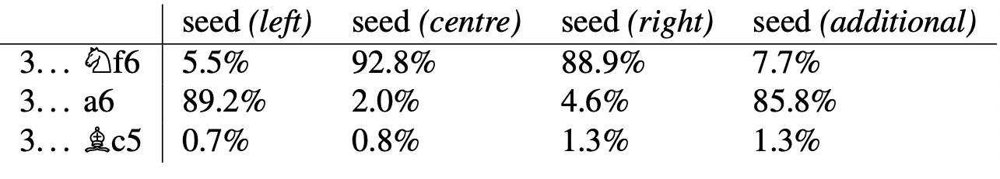 seed (left) seed (centre) seed (right) seed (additional)
3... ♘f6 5.5% 92.8% 88.9% 7.7%
3... a6 89.2% 2.0% 4.6% 85.8%
3... ♗c5 0.7% 0.8% 1.3% 1.3%